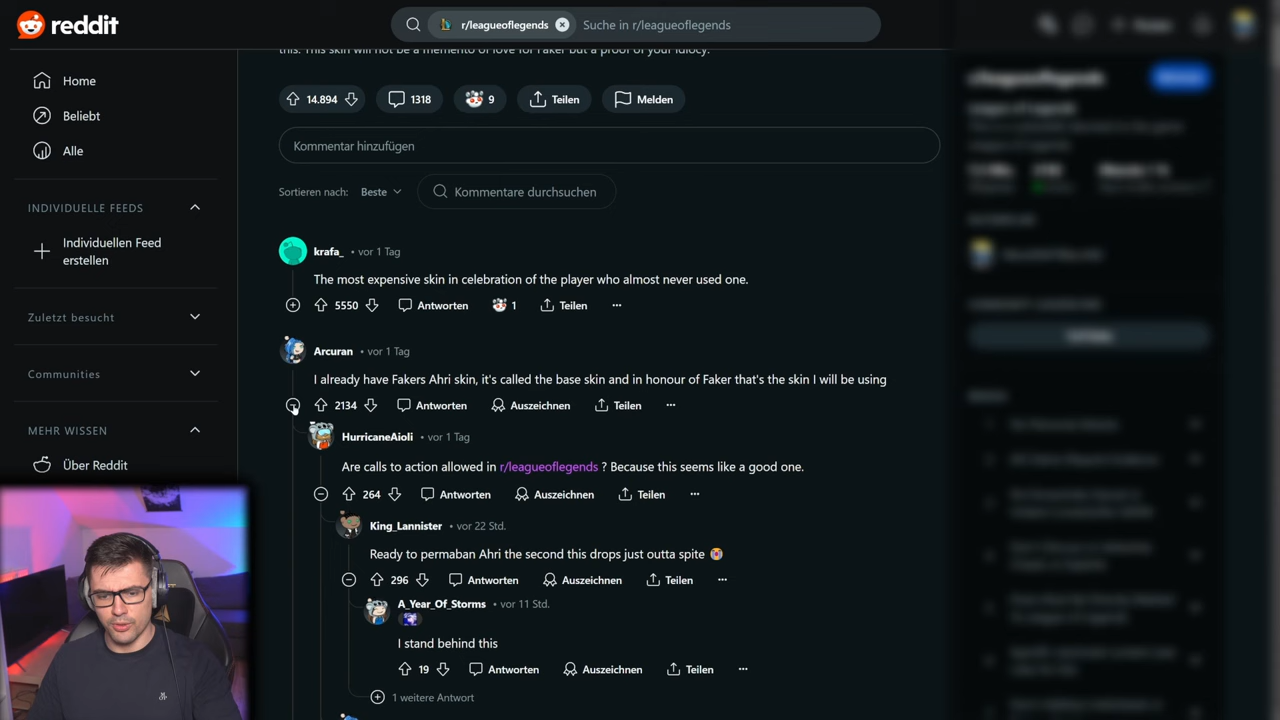 reddit
r/leagueoflegends
Suche in r/leagueoflegends
Home
Beliebt
Alle
INDIVIDUELLE FEEDS
Individuellen Feed
erstellen
Zuletzt besucht
Communities
MEHR WISSEN
Über Reddit
this. This skin will not be a memento of love for Faker but a proof of your idiocy.
14.894
1318
9
Teilen
Melden
Kommentar hinzufügen
Sortieren nach: Beste
Kommentare durchsuchen
krafa_ • vor 1 Tag
The most expensive skin in celebration of the player who almost never used one.
5550 Antworten 1 Teilen
Arcuran • vor 1 Tag
I already have Fakers Ahri skin, it's called the base skin and in honour of Faker that's the skin I will be using
2134 Antworten Auszeichnen Teilen
HurricaneAioli • vor 1 Tag
Are calls to action allowed in r/leagueoflegends ? Because this seems like a good one.
264 Antworten Auszeichnen Teilen
King_Lannister • vor 22 Std.
Ready to permaban Ahri the second this drops just outta spite 😭
296 Antworten Auszeichnen Teilen
A_Year_Of_Storms • vor 11 Std.
I stand behind this
19 Antworten Auszeichnen Teilen
1 weitere Antwort